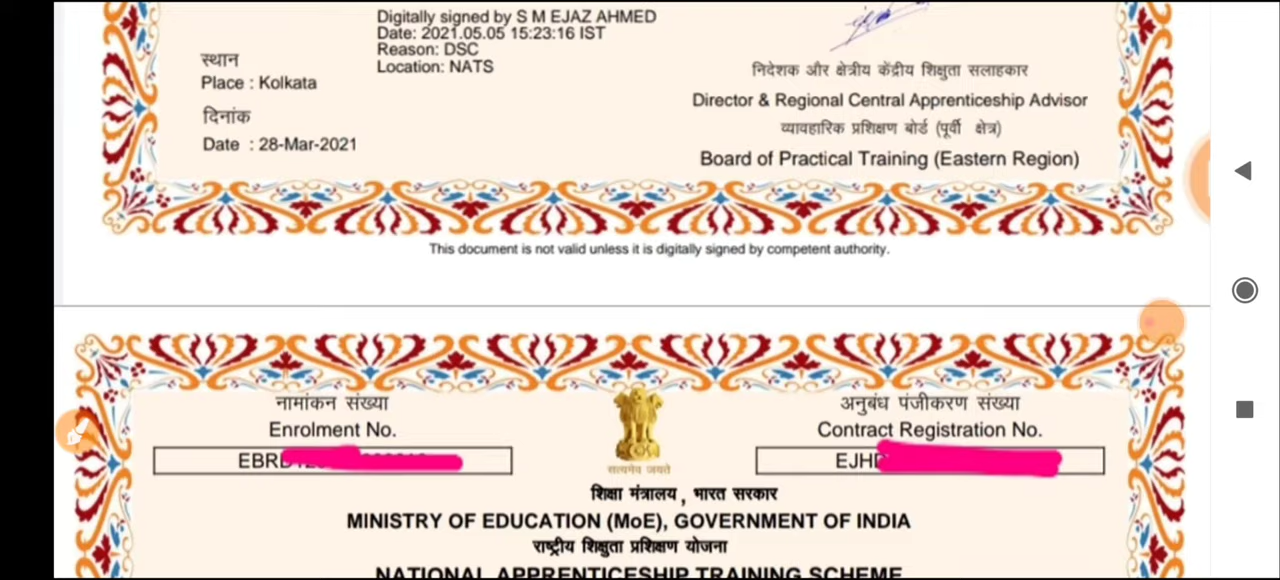 Digitally signed by S M EJAZ AHMED
Date: 2021.05.05 15:23:16 IST
Reason: DSC
Location: NATS
स्थान
Place : Kolkata
दिनांक
Date : 28-Mar-2021
निदेशक और क्षेत्रीय केंद्रीय शिक्षुता सलाहकार
Director & Regional Central Apprenticeship Advisor
व्यावहारिक प्रशिक्षण बोर्ड (पूर्वी क्षेत्र)
Board of Practical Training (Eastern Region)
This document is not valid unless it is digitally signed by competent authority.
नामांकन संख्या
Enrolment No.
अनुबंध पंजीकरण संख्या
Contract Registration No.
सत्यमेव जयते
शिक्षा मंत्रालय, भारत सरकार
MINISTRY OF EDUCATION (MoE), GOVERNMENT OF INDIA
राष्ट्रीय शिक्षुता प्रशिक्षण योजना
NATIONAL APPRENTICESHIP TRAINING SCHEME